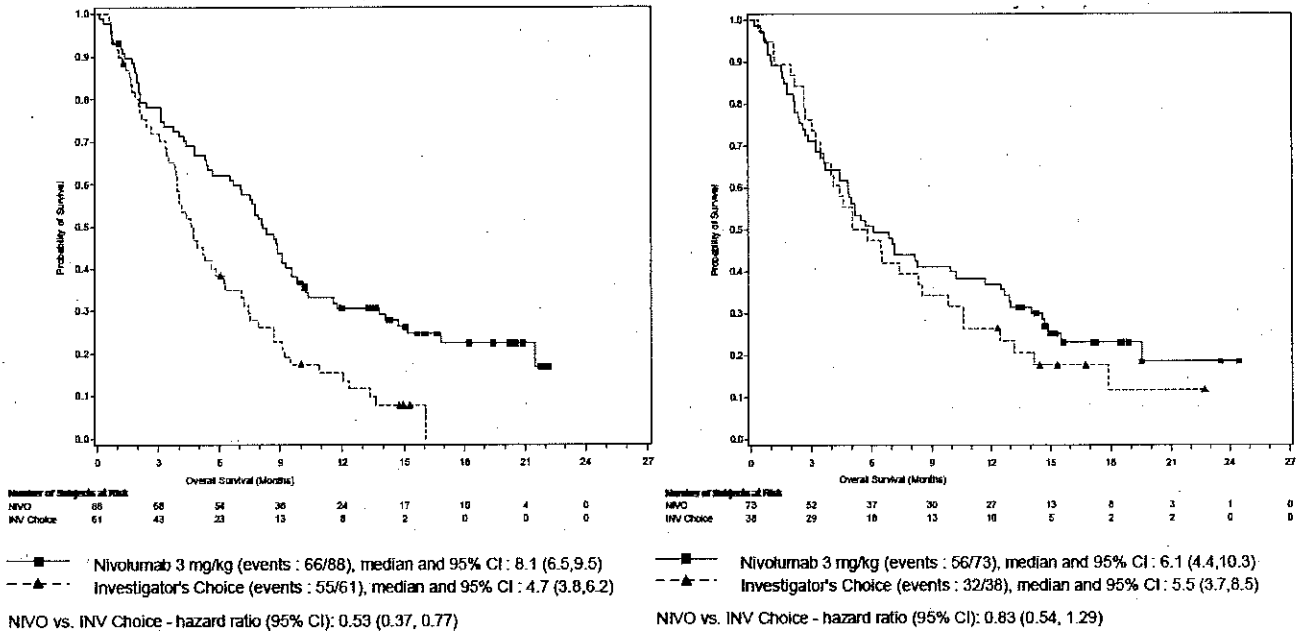 Probability of Survival
1.0
0.9
0.8
0.7
0.6
0.5
0.4
0.3
0.2
0.1
0.0
0 3 6 9 12 15 18 21 24 27
Overall Survival (Months)
Number of Subjects at Risk
NIVO 88 68 54 36 24 17 10 4 0 0
INV Choice 61 43 23 13 8 2 0 0 0 0
Nivolumab 3 mg/kg (events : 66/88), median and 95% CI : 8.1 (6.5,9.5)
Investigator's Choice (events : 55/61), median and 95% CI : 4.7 (3.8,6.2)
NIVO vs. INV Choice - hazard ratio (95% CI): 0.53 (0.37, 0.77)
Probability of Survival
1.0
0.9
0.8
0.7
0.6
0.5
0.4
0.3
0.2
0.1
0.0
0 3 6 9 12 15 18 21 24 27
Overall Survival (Months)
Number of Subjects at Risk
NIVO 73 52 37 30 27 13 8 3 1 0
INV Choice 38 29 18 13 10 5 2 2 0 0
Nivolumab 3 mg/kg (events : 56/73), median and 95% CI : 6.1 (4.4,10.3)
Investigator's Choice (events : 32/38), median and 95% CI : 5.5 (3.7,8.5)
NIVO vs. INV Choice - hazard ratio (95% CI): 0.83 (0.54, 1.29)